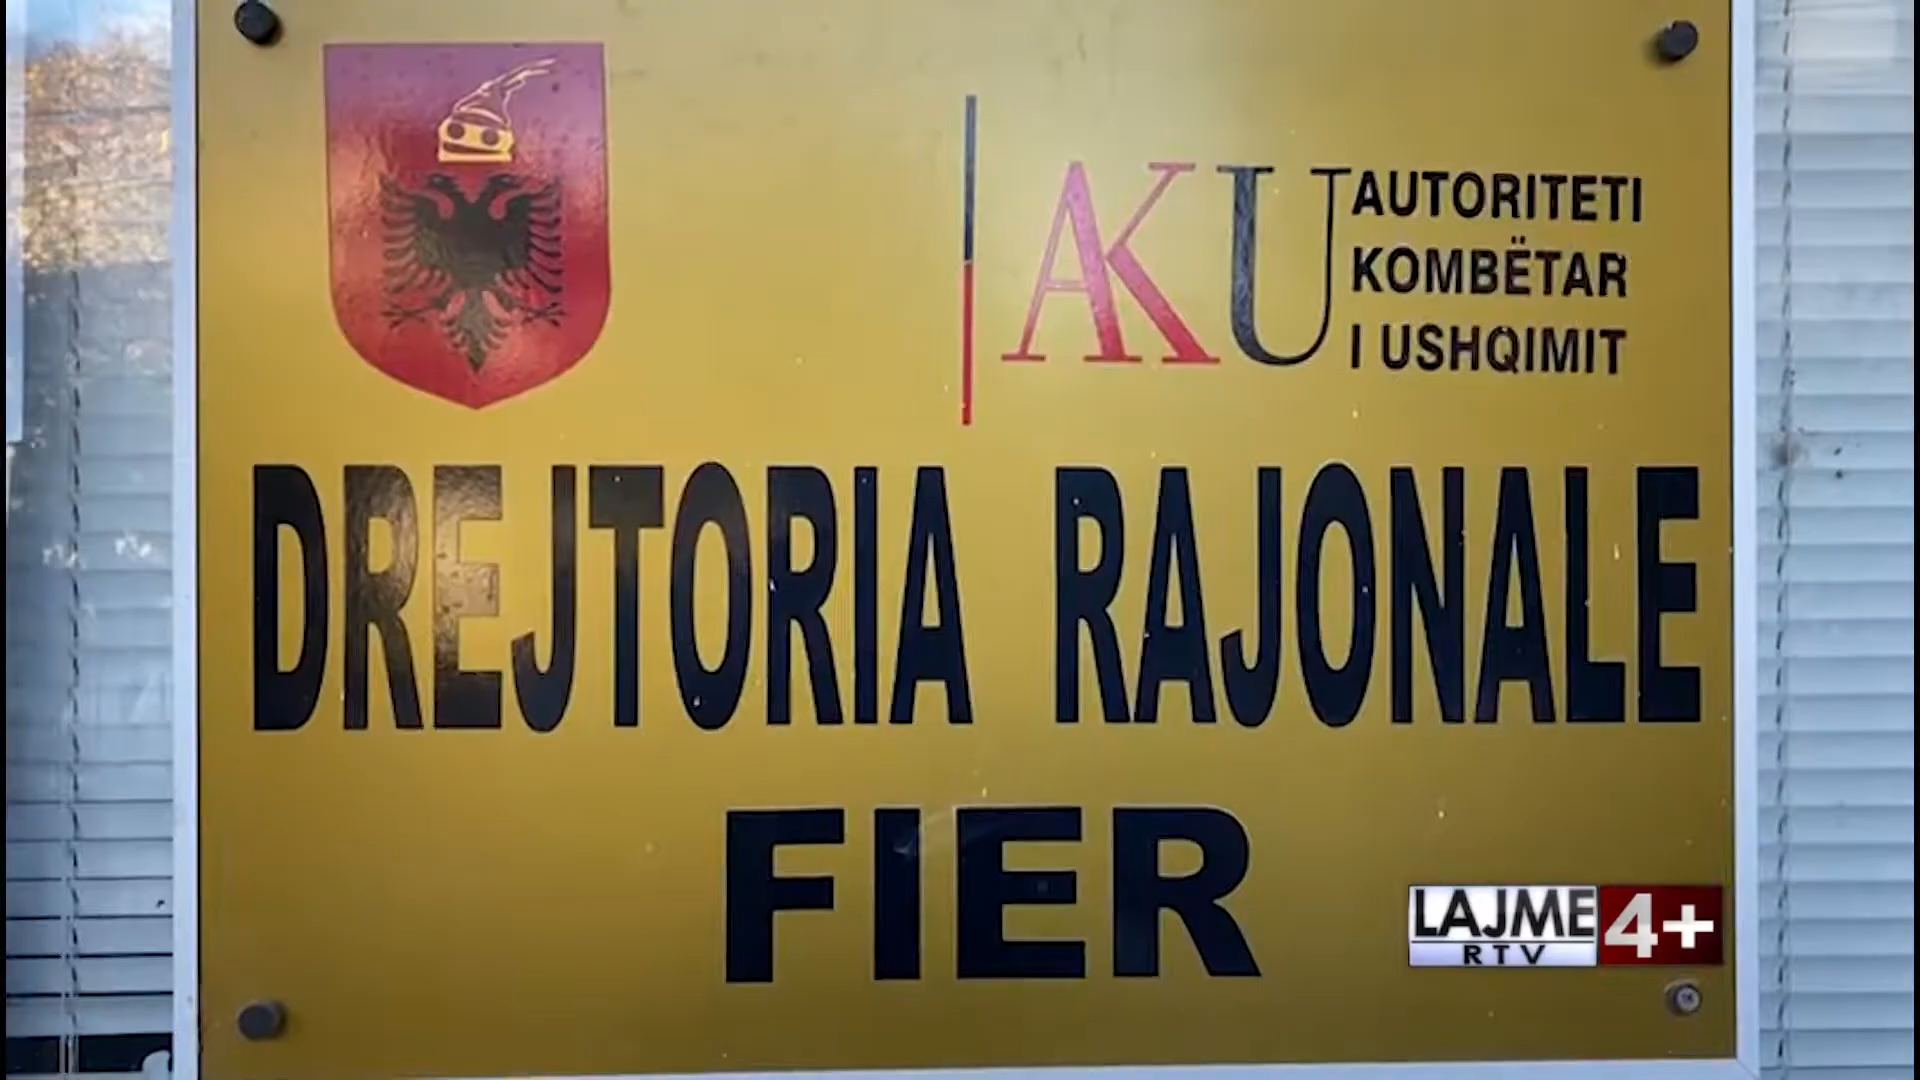 AKU
AUTORITETI
KOMBËTAR
I USHQIMIT
DREJTORIA RAJONALE
FIER
LAJME 4+
RTV